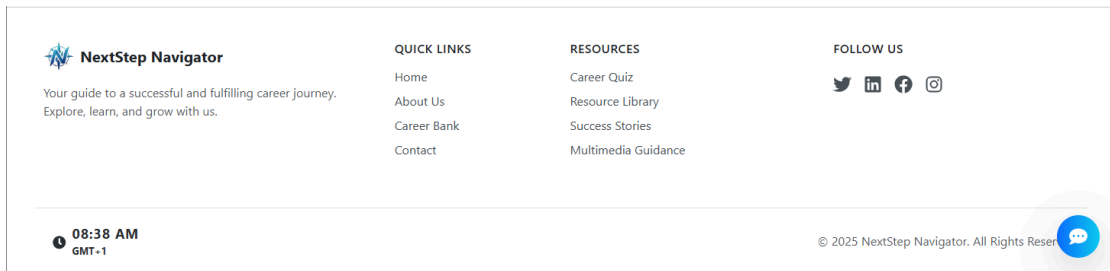 NextStep Navigator
Your guide to a successful and fulfilling career journey.
Explore, learn, and grow with us.
QUICK LINKS
Home
About Us
Career Bank
Contact
RESOURCES
Career Quiz
Resource Library
Success Stories
Multimedia Guidance
FOLLOW US
08:38 AM
GMT+1
© 2025 NextStep Navigator. All Rights Reser